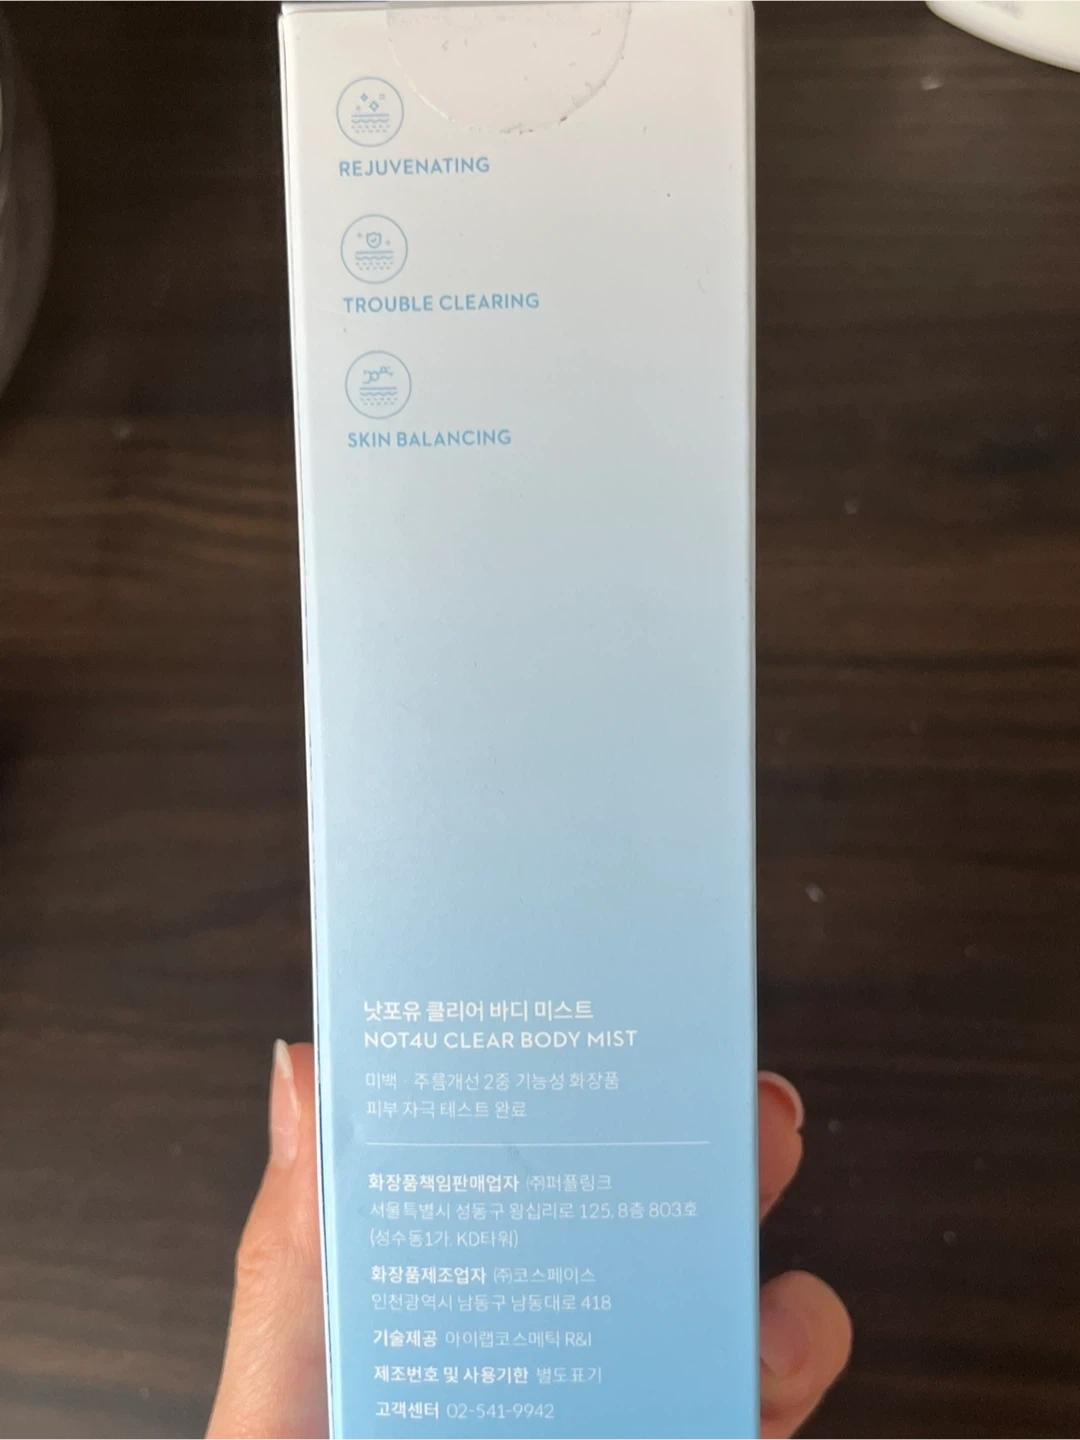 REJUVENATING
TROUBLE CLEARING
SKIN BALANCING
낫포유 클리어 바디 미스트
NOT4U CLEAR BODY MIST
미백 · 주름개선 2중 기능성 화장품
피부 자극 테스트 완료
화장품책임판매업자 ㈜퍼플링크
서울특별시 성동구 왕십리로 125, 8층 803호
(성수동1가, KD타워)
화장품제조업자 ㈜코스페이스
인천광역시 남동구 남동대로 418
기술제공 아이랩코스메틱 R&I
제조번호 및 사용기한 별도표기
고객센터 02-541-9942